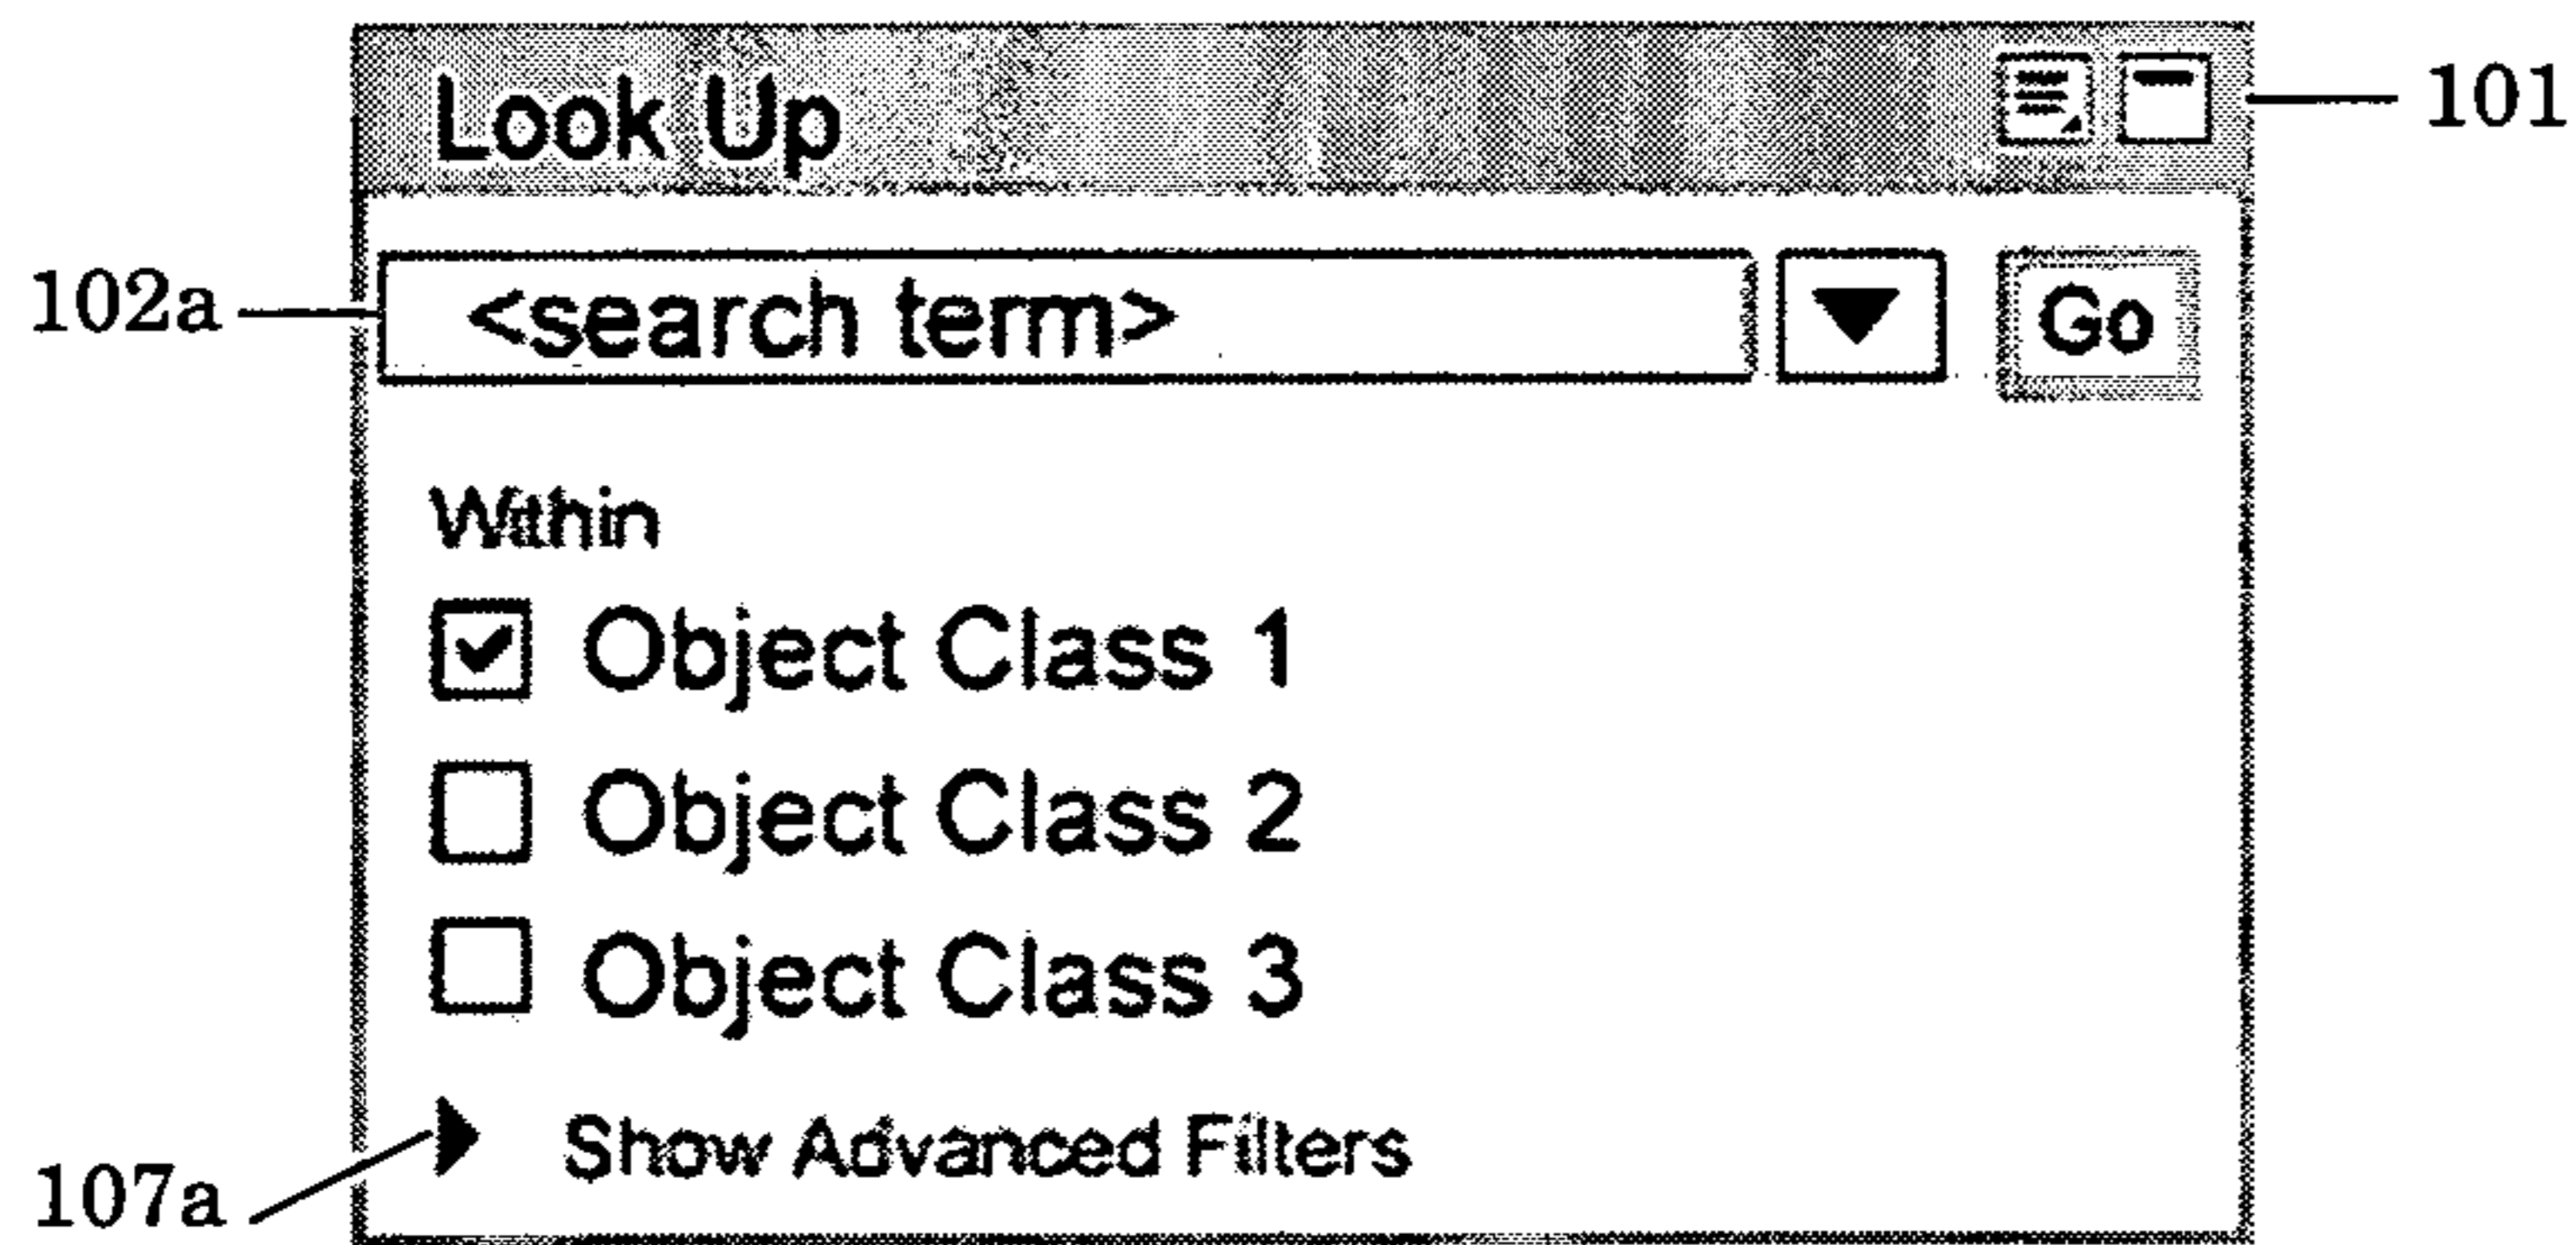 Look Up
101
102a
<search term>
Go
Within
Object Class 1
Object Class 2
Object Class 3
107a
Show Advanced Filters